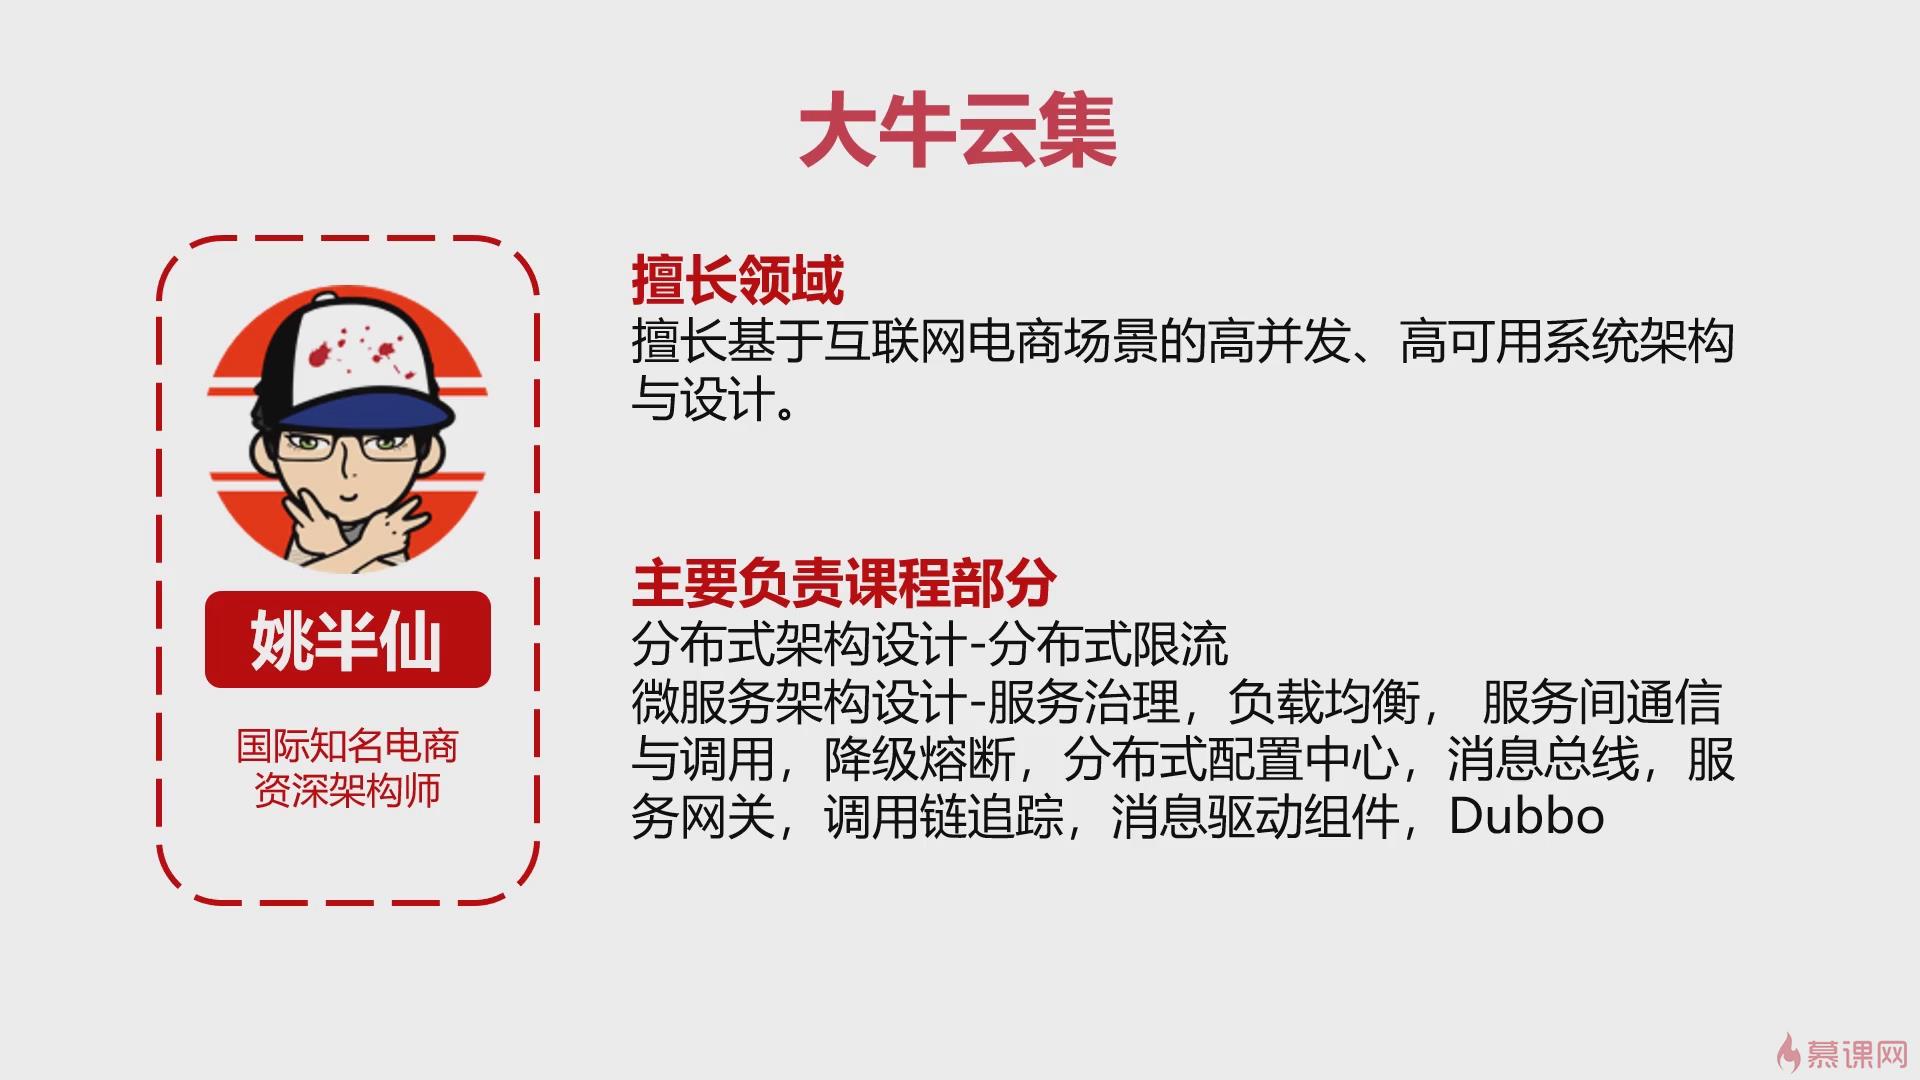 大牛云集
姚半仙
国际知名电商
资深架构师
擅长领域
擅长基于互联网电商场景的高并发、高可用系统架构
与设计。
主要负责课程部分
分布式架构设计-分布式限流
微服务架构设计-服务治理，负载均衡， 服务间通信
与调用，降级熔断，分布式配置中心，消息总线，服
务网关，调用链追踪，消息驱动组件，Dubbo
慕课网